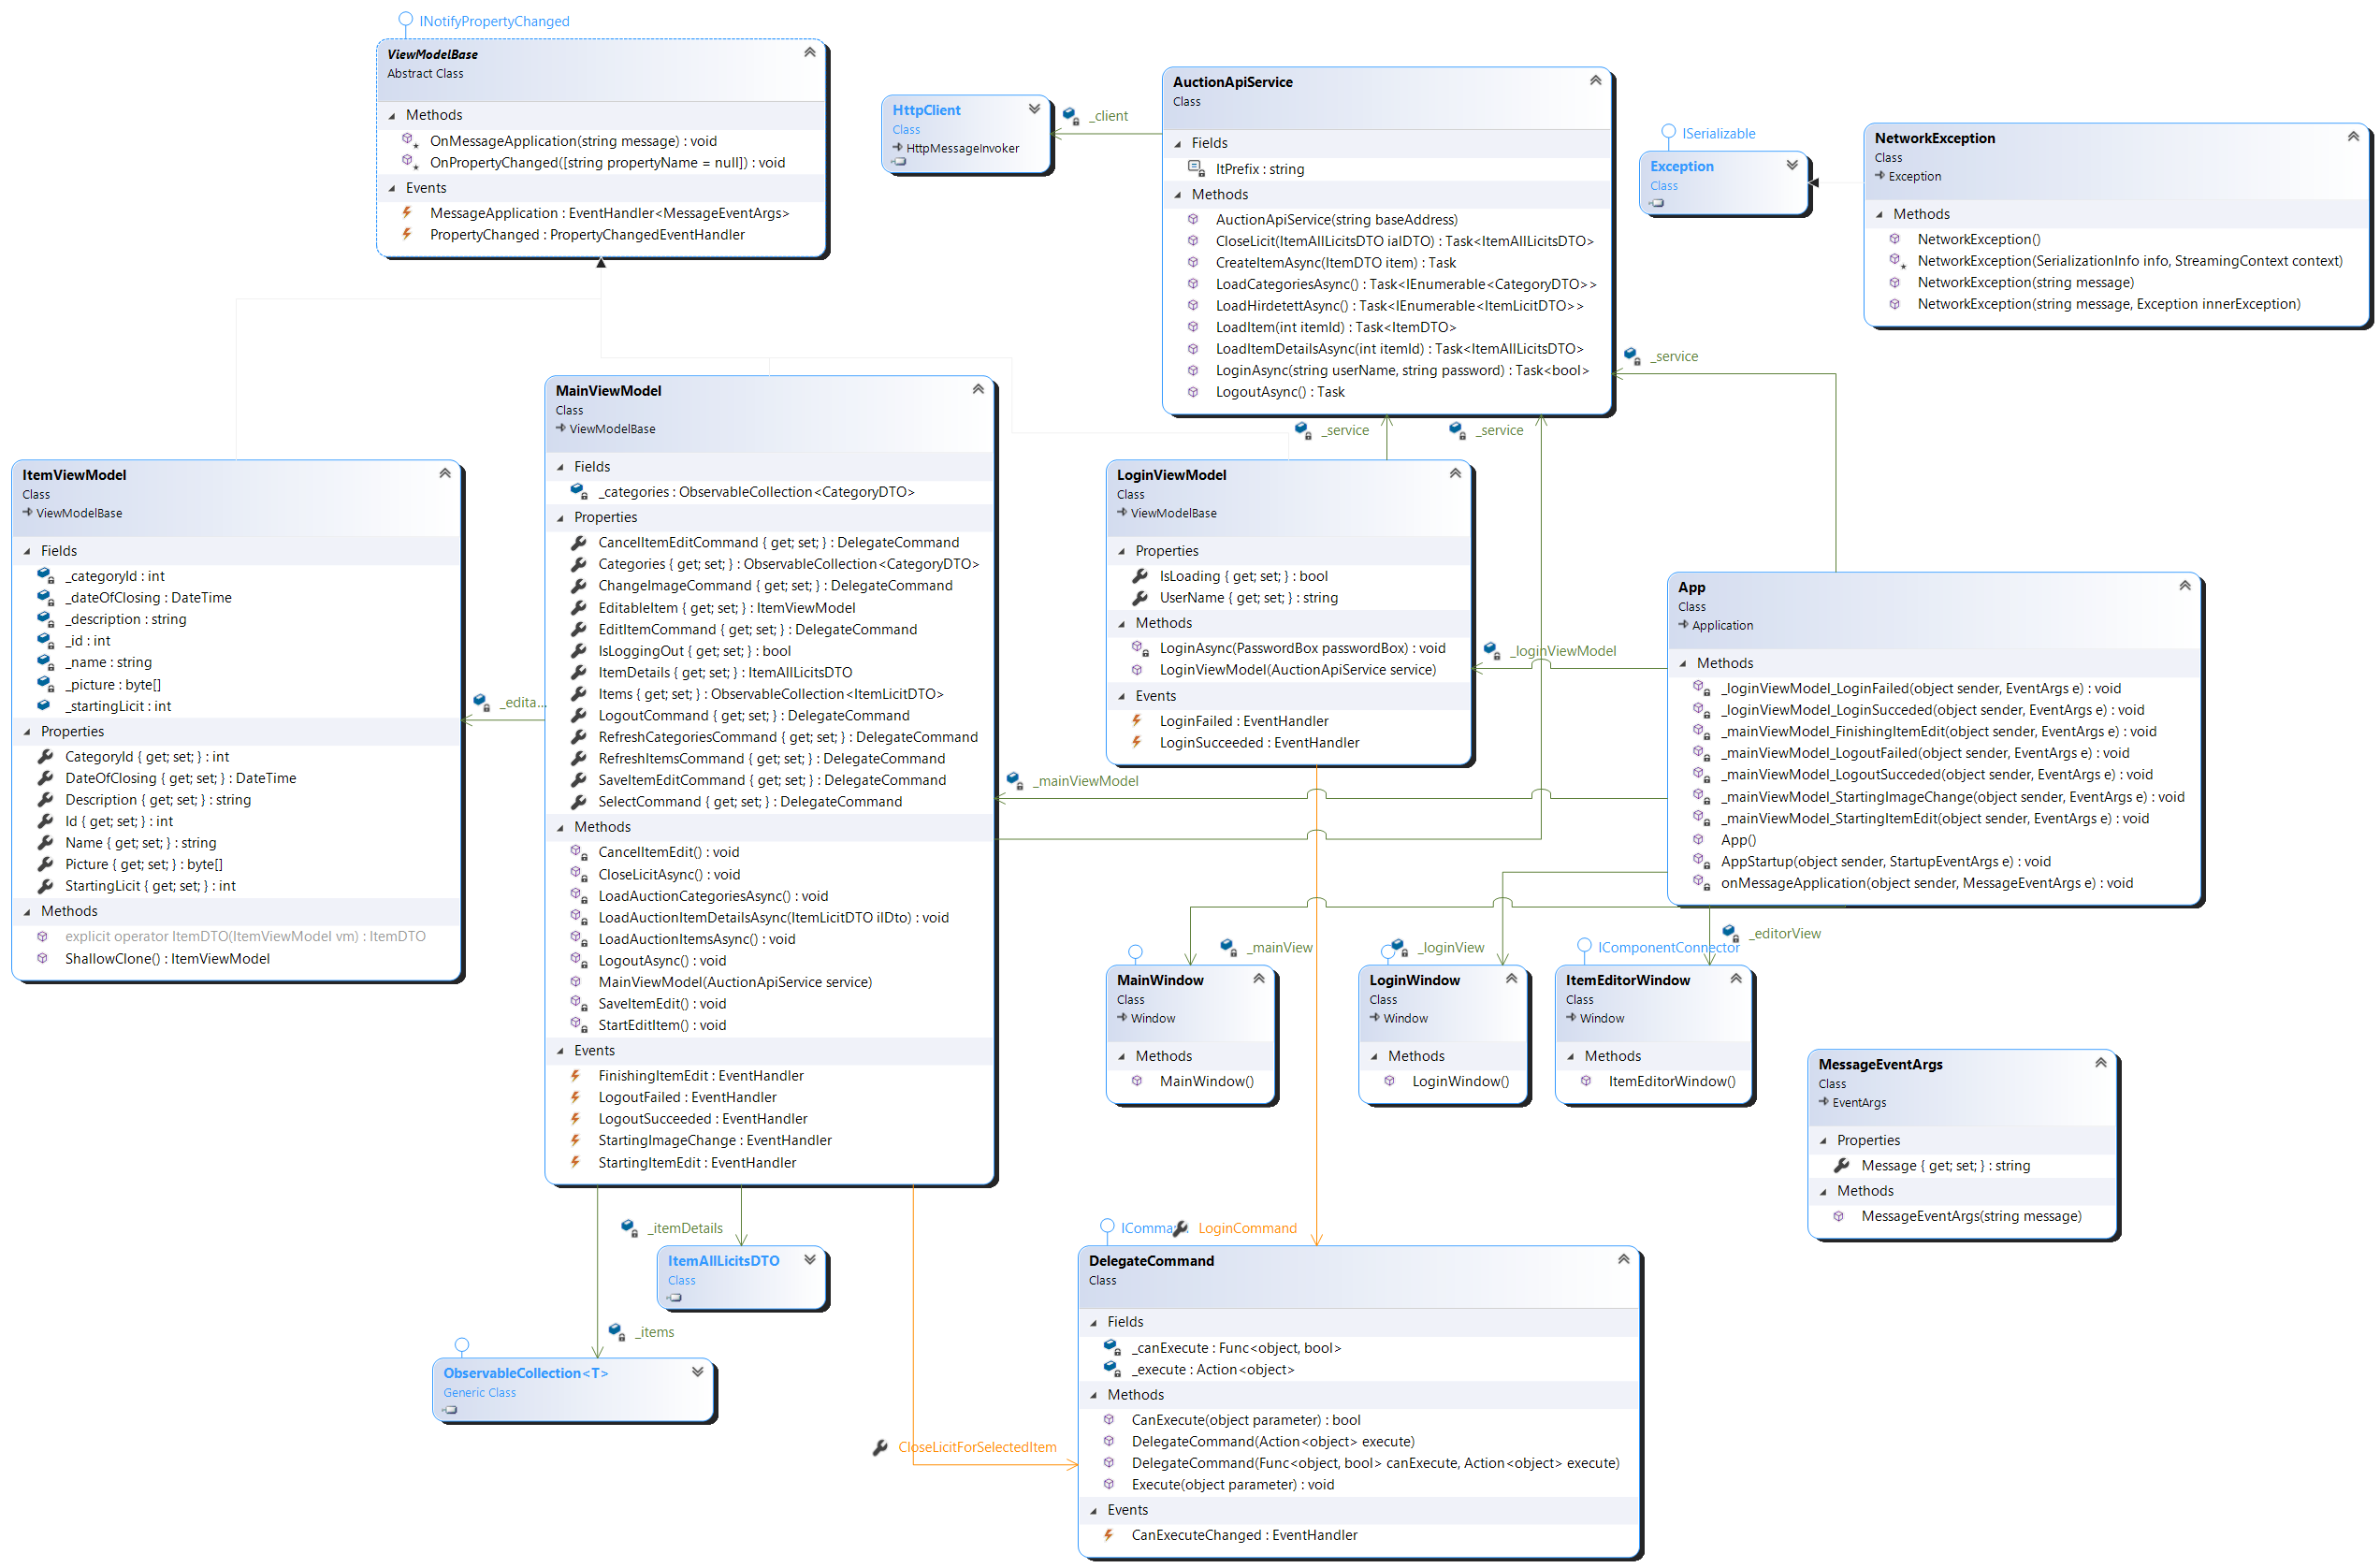 INotifyPropertyChanged
ViewModelBase
Abstract Class
Methods
OnMessageApplication(string message) : void
OnPropertyChanged([string propertyName = null]) : void
Events
MessageApplication : EventHandler<MessageEventArgs>
PropertyChanged : PropertyChangedEventHandler
HttpClient
Class
HttpMessageInvoker
_client
AuctionApiService
Class
Fields
ItPrefix : string
Methods
AuctionApiService(string baseAddress)
CloseLicit(ItemAllLicitsDTO ialDTO) : Task<ItemAllLicitsDTO>
CreateItemAsync(ItemDTO item) : Task
LoadCategoriesAsync() : Task<IEnumerable<CategoryDTO>>
LoadHirdetettAsync() : Task<IEnumerable<ItemLicitDTO>>
LoadItem(int itemId) : Task<ItemDTO>
LoadItemDetailsAsync(int itemId) : Task<ItemAllLicitsDTO>
LoginAsync(string userName, string password) : Task<bool>
LogoutAsync() : Task
ISerializable
Exception
Class
NetworkException
Class
Exception
Methods
NetworkException()
NetworkException(SerializationInfo info, StreamingContext context)
NetworkException(string message)
NetworkException(string message, Exception innerException)
_service
_service
_service
ItemViewModel
Class
ViewModelBase
Fields
_categoryId : int
_dateOfClosing : DateTime
_description : string
_id : int
_name : string
_picture : byte[]
_startingLicit : int
Properties
CategoryId { get; set; } : int
DateOfClosing { get; set; } : DateTime
Description { get; set; } : string
Id { get; set; } : int
Name { get; set; } : string
Picture { get; set; } : byte[]
StartingLicit { get; set; } : int
Methods
explicit operator ItemDTO(ItemViewModel vm) : ItemDTO
ShallowClone() : ItemViewModel
_edita...
MainViewModel
Class
ViewModelBase
Fields
_categories : ObservableCollection<CategoryDTO>
Properties
CancelItemEditCommand { get; set; } : DelegateCommand
Categories { get; set; } : ObservableCollection<CategoryDTO>
ChangeImageCommand { get; set; } : DelegateCommand
EditableItem { get; set; } : ItemViewModel
EditItemCommand { get; set; } : DelegateCommand
IsLoggingOut { get; set; } : bool
ItemDetails { get; set; } : ItemAllLicitsDTO
Items { get; set; } : ObservableCollection<ItemLicitDTO>
LogoutCommand { get; set; } : DelegateCommand
RefreshCategoriesCommand { get; set; } : DelegateCommand
RefreshItemsCommand { get; set; } : DelegateCommand
SaveItemEditCommand { get; set; } : DelegateCommand
SelectCommand { get; set; } : DelegateCommand
Methods
CancelItemEdit() : void
CloseLicitAsync() : void
LoadAuctionCategoriesAsync() : void
LoadAuctionItemDetailsAsync(ItemLicitDTO ilDto) : void
LoadAuctionItemsAsync() : void
LogoutAsync() : void
MainViewModel(AuctionApiService service)
SaveItemEdit() : void
StartEditItem() : void
Events
FinishingItemEdit : EventHandler
LogoutFailed : EventHandler
LogoutSucceeded : EventHandler
StartingImageChange : EventHandler
StartingItemEdit : EventHandler
LoginViewModel
Class
ViewModelBase
Properties
IsLoading { get; set; } : bool
UserName { get; set; } : string
Methods
LoginAsync(PasswordBox passwordBox) : void
LoginViewModel(AuctionApiService service)
Events
LoginFailed : EventHandler
LoginSucceeded : EventHandler
_loginViewModel
_mainViewModel
App
Class
Application
Methods
_loginViewModel_LoginFailed(object sender, EventArgs e) : void
_loginViewModel_LoginSucceded(object sender, EventArgs e) : void
_mainViewModel_FinishingItemEdit(object sender, EventArgs e) : void
_mainViewModel_LogoutFailed(object sender, EventArgs e) : void
_mainViewModel_LogoutSucceded(object sender, EventArgs e) : void
_mainViewModel_StartingImageChange(object sender, EventArgs e) : void
_mainViewModel_StartingItemEdit(object sender, EventArgs e) : void
App()
AppStartup(object sender, StartupEventArgs e) : void
onMessageApplication(object sender, MessageEventArgs e) : void
_mainView
_loginView
IComponentConnector
_editorView
MainWindow
Class
Window
Methods
MainWindow()
LoginWindow
Class
Window
Methods
LoginWindow()
ItemEditorWindow
Class
Window
Methods
ItemEditorWindow()
MessageEventArgs
Class
EventArgs
Properties
Message { get; set; } : string
Methods
MessageEventArgs(string message)
_itemDetails
ItemAllLicitsDTO
Class
_items
ObservableCollection<T>
Generic Class
CloseLicitForSelectedItem
LoginCommand
DelegateCommand
Class
Fields
_canExecute : Func<object, bool>
_execute : Action<object>
Methods
CanExecute(object parameter) : bool
DelegateCommand(Action<object> execute)
DelegateCommand(Func<object, bool> canExecute, Action<object> execute)
Execute(object parameter) : void
Events
CanExecuteChanged : EventHandler